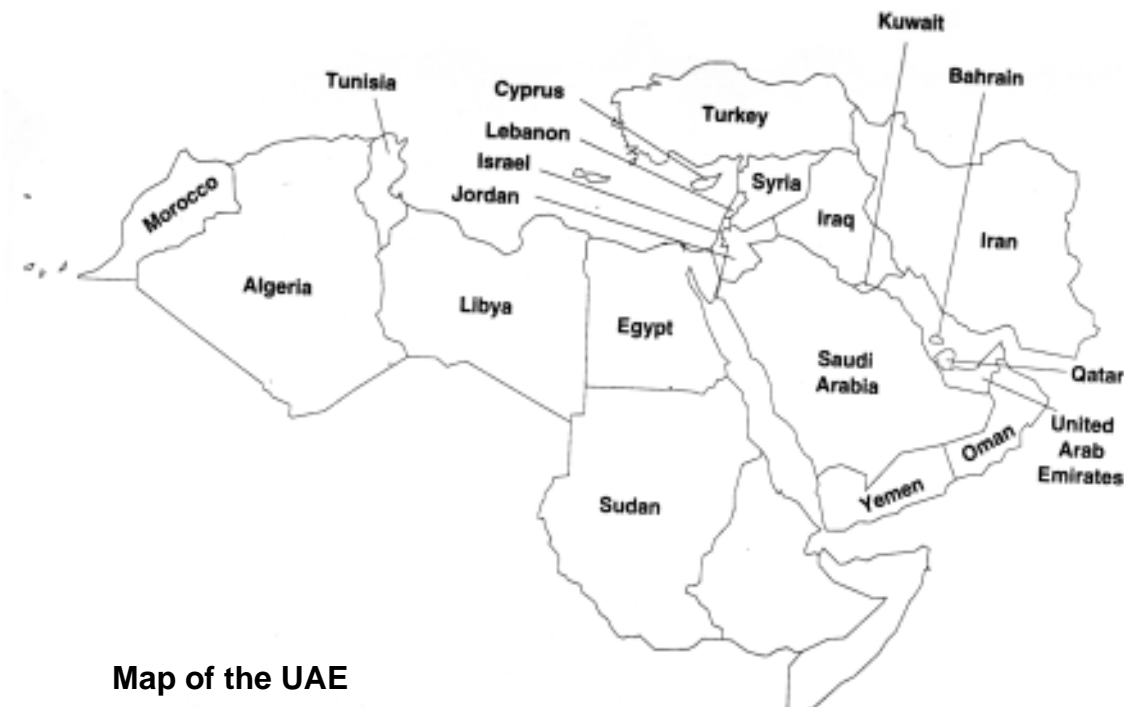 Kuwait
Bahrain
Tunisia
Cyprus
Turkey
Lebanon
Israel
Syria
Jordan
Morocco
Iraq
Iran
Algeria
Libya
Egypt
Saudi
Arabia
Qatar
United
Arab
Emirates
Oman
Yemen
Sudan
Map of the UAE